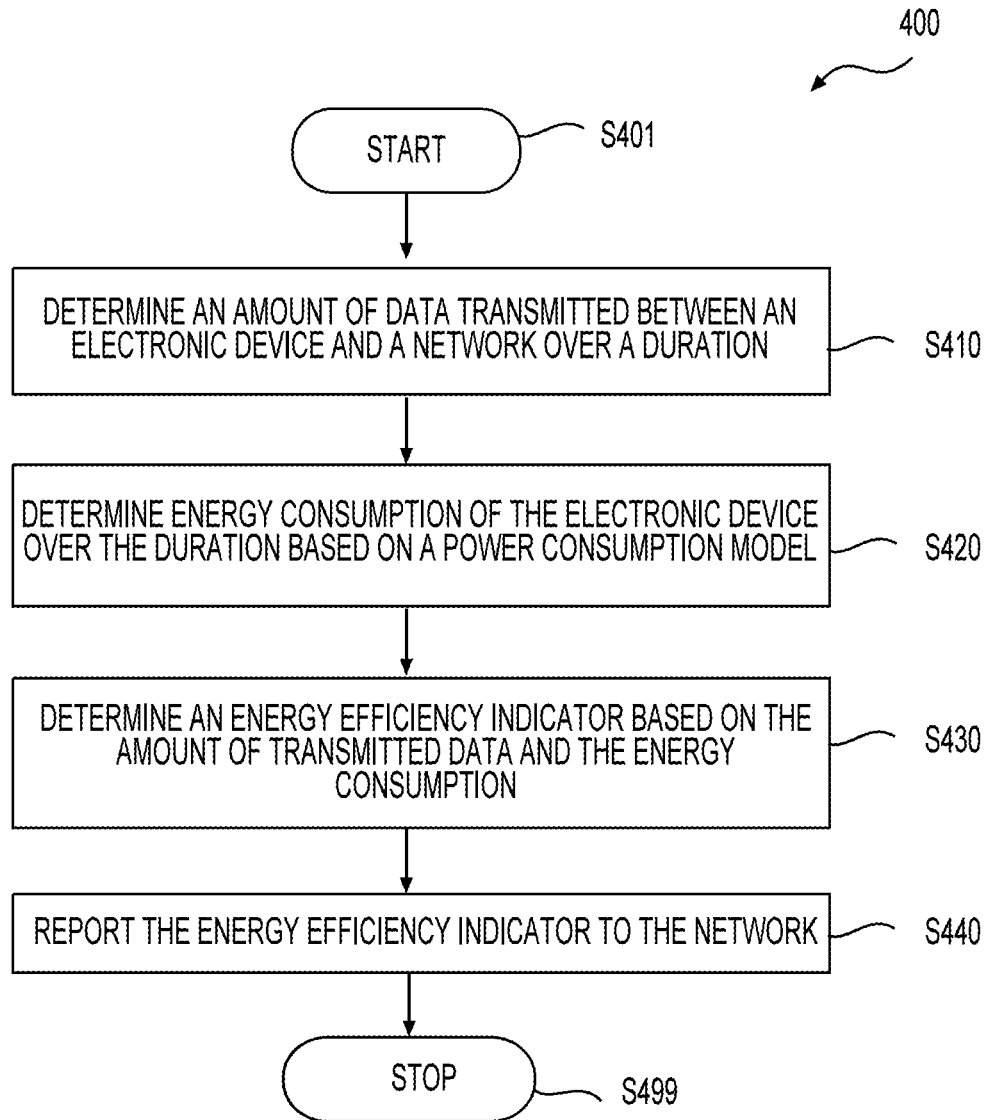 400
START
S401
DETERMINE AN AMOUNT OF DATA TRANSMITTED BETWEEN AN
ELECTRONIC DEVICE AND A NETWORK OVER A DURATION
S410
DETERMINE ENERGY CONSUMPTION OF THE ELECTRONIC DEVICE
OVER THE DURATION BASED ON A POWER CONSUMPTION MODEL
S420
DETERMINE AN ENERGY EFFICIENCY INDICATOR BASED ON THE
AMOUNT OF TRANSMITTED DATA AND THE ENERGY
CONSUMPTION
S430
REPORT THE ENERGY EFFICIENCY INDICATOR TO THE NETWORK
S440
STOP
S499